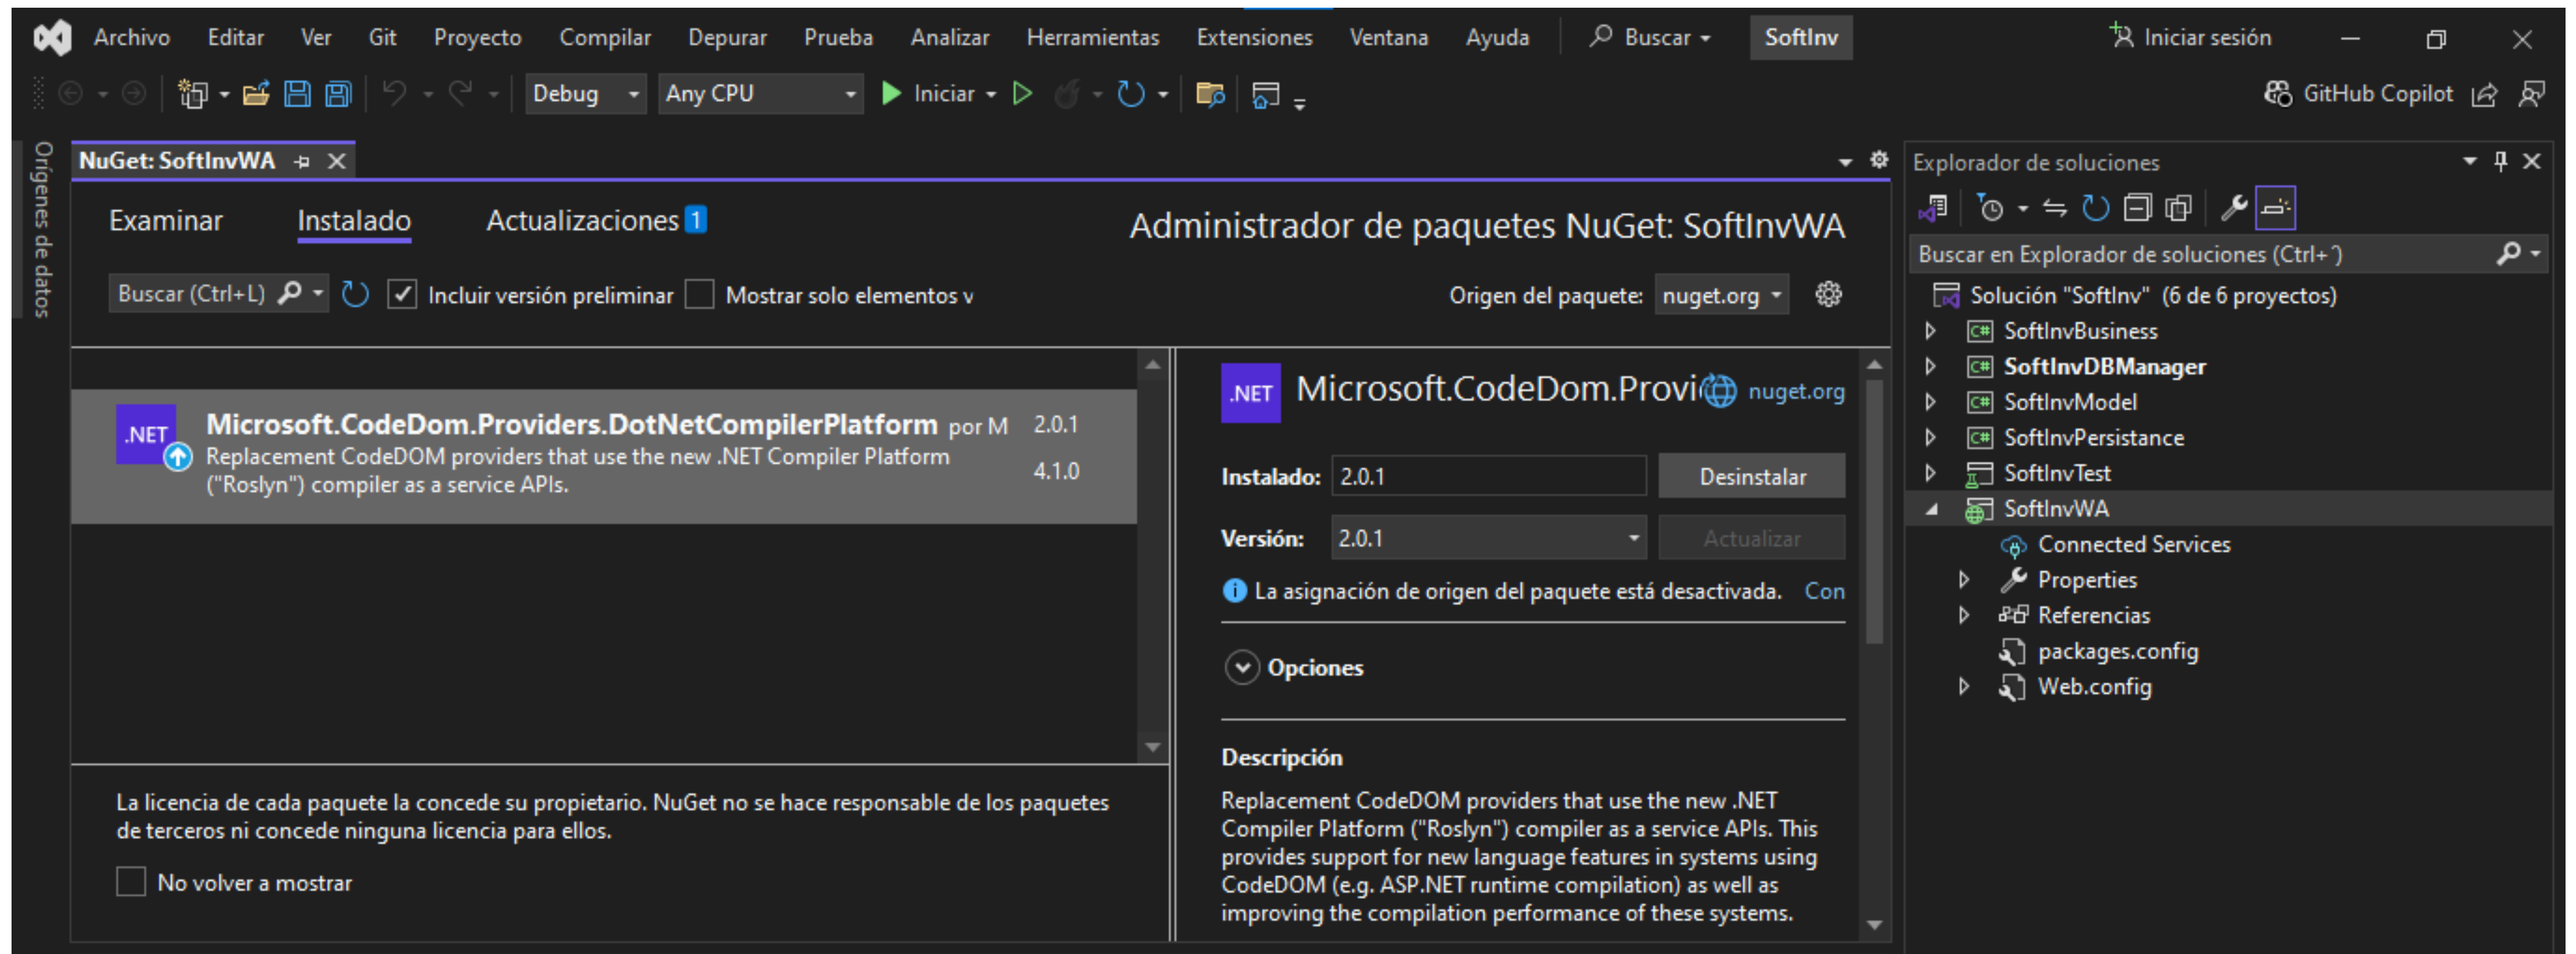 Archivo Editar Ver Git Proyecto Compilar Depurar Prueba Analizar Herramientas Extensiones Ventana Ayuda Buscar SoftInv Iniciar sesión
Debug Any CPU Iniciar GitHub Copilot
Orígenes de datos
NuGet: SoftInvWA
Examinar Instalado Actualizaciones 1
Administrador de paquetes NuGet: SoftInvWA
Buscar (Ctrl+L) Incluir versión preliminar Mostrar solo elementos v
Origen del paquete: nuget.org
.NET
Microsoft.CodeDom.Providers.DotNetCompilerPlatform por M 2.0.1
Replacement CodeDOM providers that use the new .NET Compiler Platform 4.1.0
("Roslyn") compiler as a service APIs.
La licencia de cada paquete la concede su propietario. NuGet no se hace responsable de los paquetes
de terceros ni concede ninguna licencia para ellos.
No volver a mostrar
.NET Microsoft.CodeDom.Provi nuget.org
Instalado: 2.0.1 Desinstalar
Versión: 2.0.1 Actualizar
La asignación de origen del paquete está desactivada. Con
Opciones
Descripción
Replacement CodeDOM providers that use the new .NET
Compiler Platform ("Roslyn") compiler as a service APIs. This
provides support for new language features in systems using
CodeDOM (e.g. ASP.NET runtime compilation) as well as
improving the compilation performance of these systems.
Explorador de soluciones
Buscar en Explorador de soluciones (Ctrl+´)
Solución "SoftInv" (6 de 6 proyectos)
C# SoftInvBusiness
C# SoftInvDBManager
C# SoftInvModel
C# SoftInvPersistance
SoftInvTest
SoftInvWA
Connected Services
Properties
Referencias
packages.config
Web.config